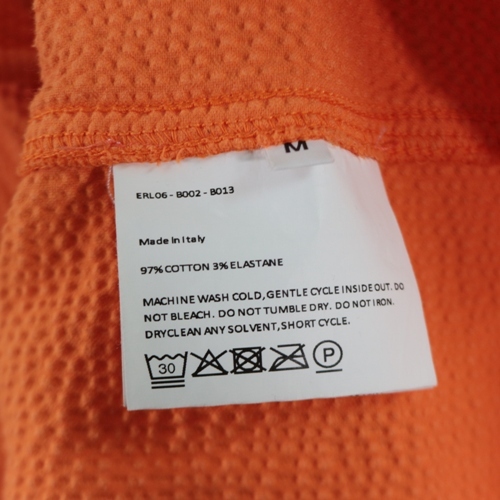 M
ERL06 - B002 - B013
Made in Italy
97% COTTON 3% ELASTANE
MACHINE WASH COLD, GENTLE CYCLE INSIDE OUT. DO
NOT BLEACH. DO NOT TUMBLE DRY. DO NOT IRON.
DRYCLEAN ANY SOLVENT, SHORT CYCLE.
30 P